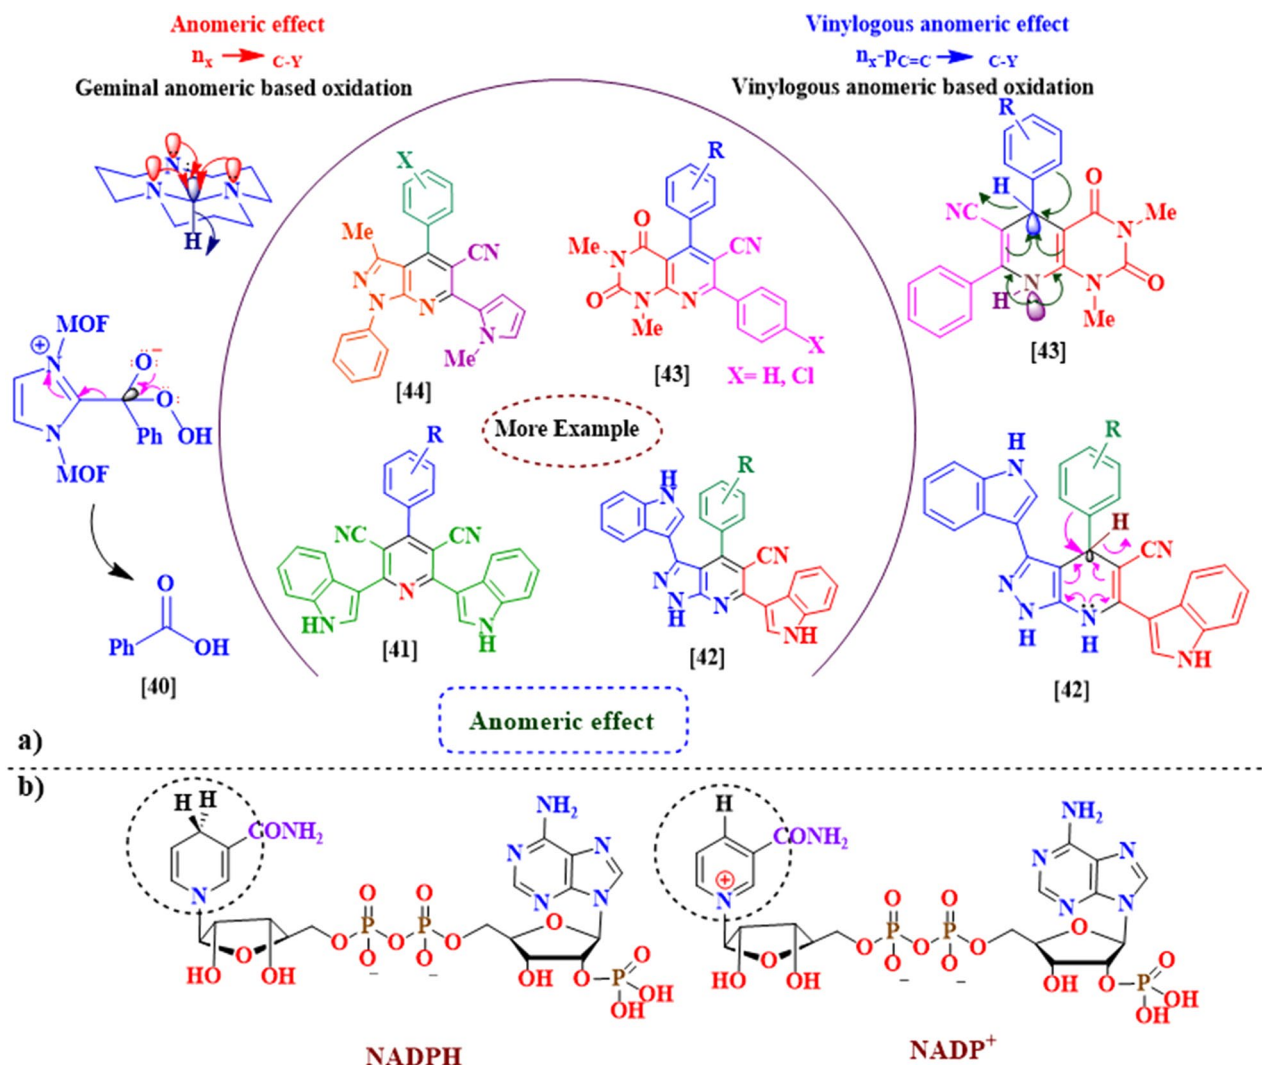 Anomeric effect
nx → C-Y
Geminal anomeric based oxidation
Vinylogous anomeric effect
nx-pC=C → C-Y
Vinylogous anomeric based oxidation
N
N
N
H
MOF
N
N
MOF
O
O
OH
Ph
O
Ph
OH
[40]
X
Me
N
N
N
CN
N
Me
[44]
R
O
Me
N
O
N
N
Me
CN
X
[43]
X= H, Cl
R
H
NC
O
N
Me
O
N
N
H
Me
[43]
More Example
R
CN
CN
N
HN
N
H
[41]
H
N
R
N
N
H
N
CN
NH
[42]
H
N
R
H
CN
N
N
H
N
H
NH
[42]
Anomeric effect
a)
b)
H H
CONH2
N
O
HO
OH
O
O
P
O
O
O
P
O
O
NH2
N
N
N
N
O
OH
O
P
O
OH
OH
NADPH
H
CONH2
N
O
HO
OH
O
O
P
O
O
O
P
O
O
NH2
N
N
N
N
O
OH
O
P
O
OH
OH
NADP+